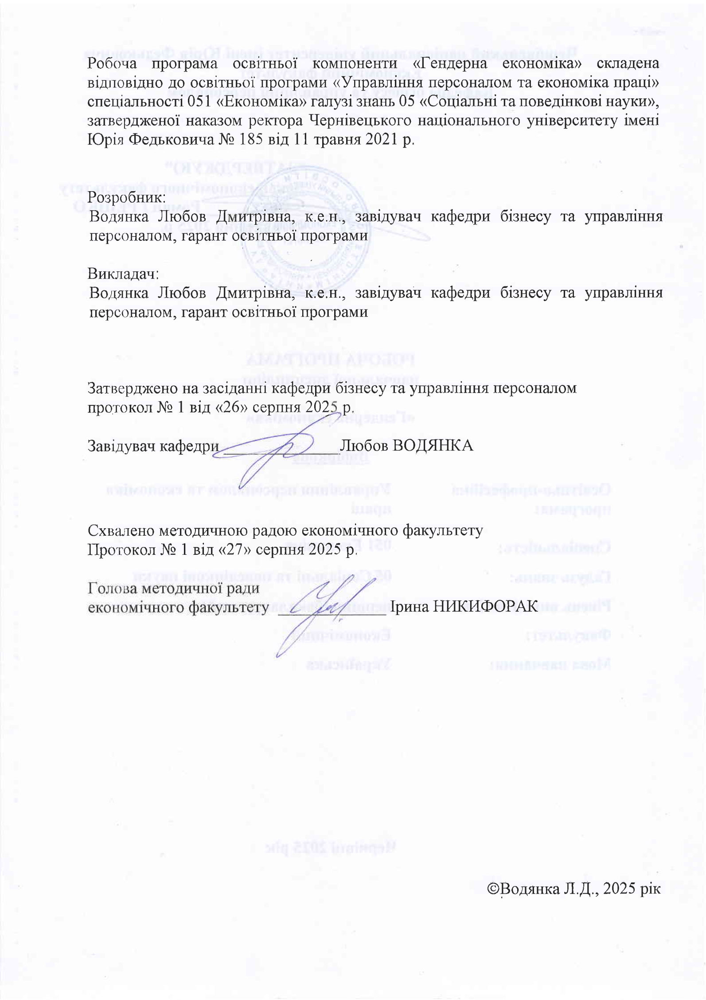 Робоча програма освітньої компоненти «Гендерна економіка» складена
відповідно до освітньої програми «Управління персоналом та економіка праці»
спеціальності 051 «Економіка» галузі знань 05 «Соціальні та поведінкові науки»,
затвердженої наказом ректора Чернівецького національного університету імені
Юрія Федьковича № 185 від 11 травня 2021 р.
Розробник:
Водянка Любов Дмитрівна, к.е.н., завідувач кафедри бізнесу та управління
персоналом, гарант освітньої програми
Викладач:
Водянка Любов Дмитрівна, к.е.н., завідувач кафедри бізнесу та управління
персоналом, гарант освітньої програми
Затверджено на засіданні кафедри бізнесу та управління персоналом
протокол № 1 від «26» серпня 2025 р.
Завідувач кафедри ______________Любов ВОДЯНКА
Схвалено методичною радою економічного факультету
Протокол № 1 від «27» серпня 2025 р.
Голова методичної ради
економічного факультету _____________ Ірина НИКИФОРАК
©Водянка Л.Д., 2025 рік